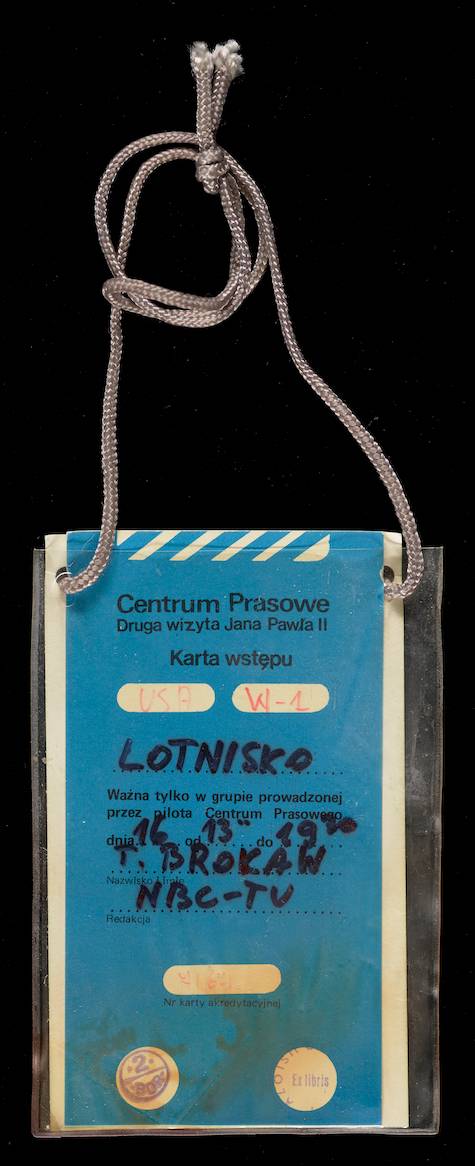 Centrum Prasowe
Druga wizyta Jana Pawła II
Karta wstępu
USA W-1
LOTNISKO
Ważna tylko w grupie prowadzonej
przez pilota Centrum Prasowego
dnia 16 od 13 do 19
T. BROKAW
Nazwisko i imię
NBC-TV
Redakcja
Nr karty akredytacyjnej
2
Ex libris